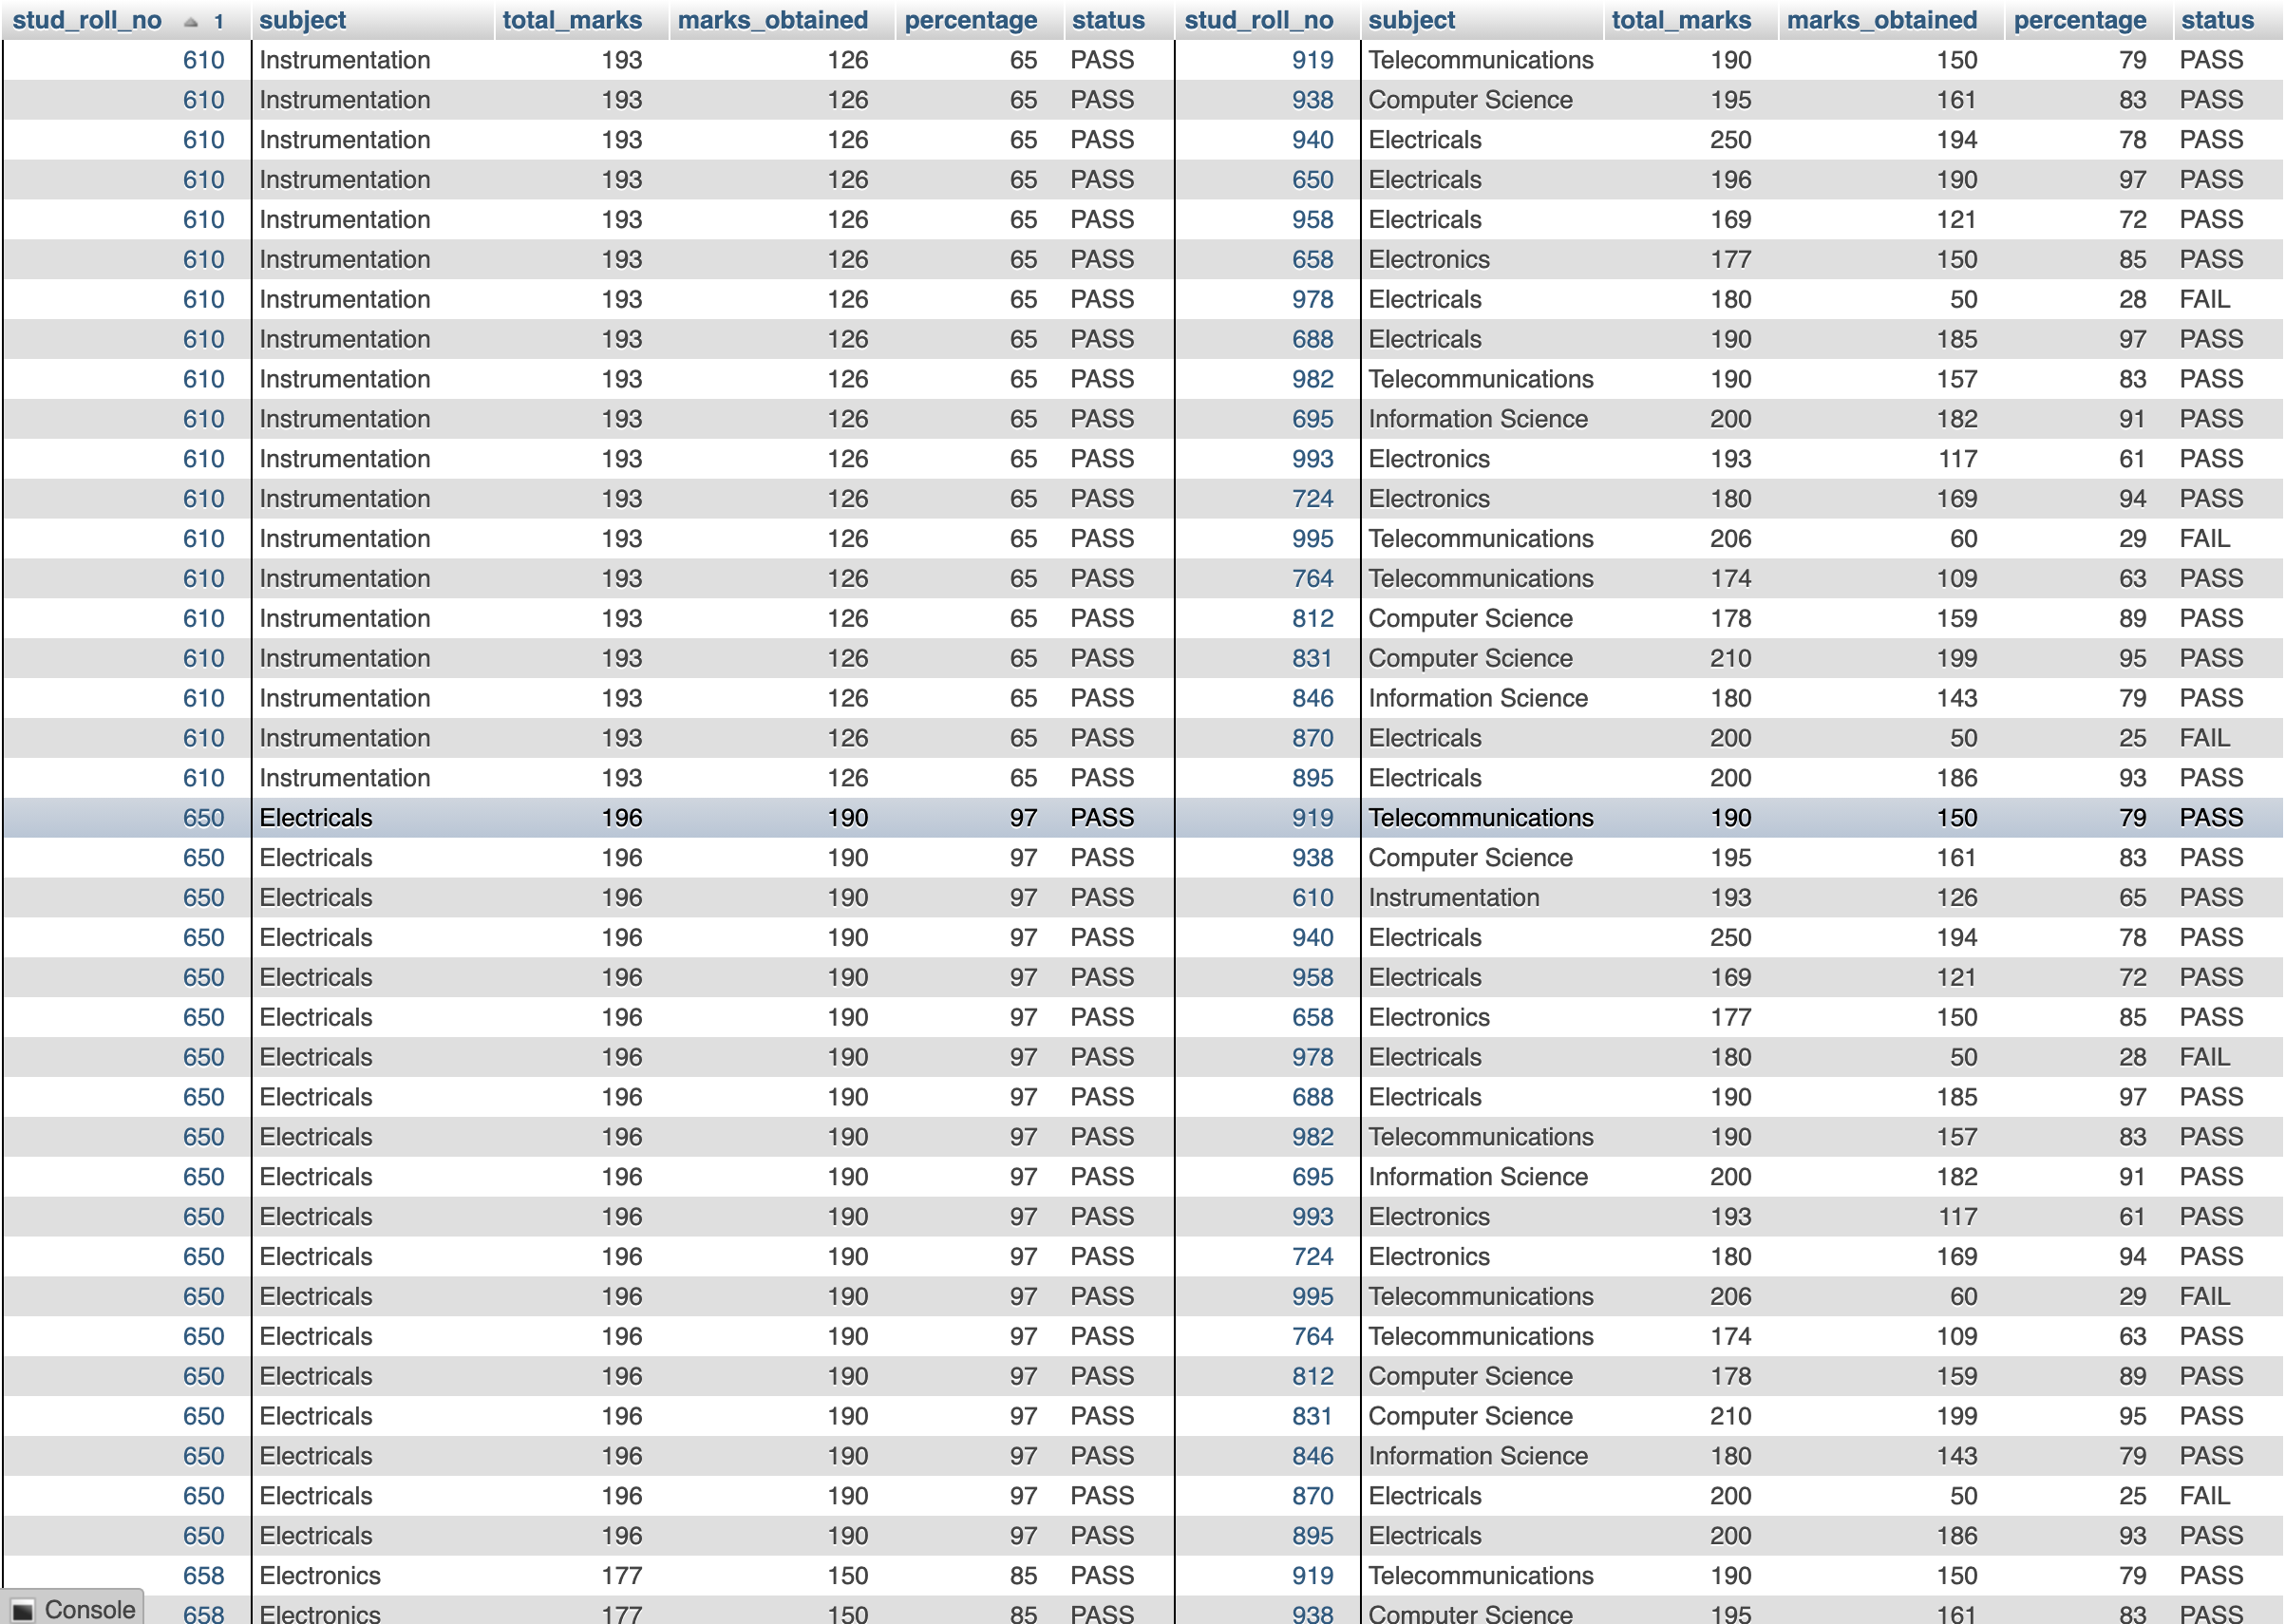 stud_roll_no 1 subject total_marks marks_obtained percentage status stud_roll_no subject total_marks marks_obtained percentage status
610 Instrumentation 193 126 65 PASS 919 Telecommunications 190 150 79 PASS
610 Instrumentation 193 126 65 PASS 938 Computer Science 195 161 83 PASS
610 Instrumentation 193 126 65 PASS 940 Electricals 250 194 78 PASS
610 Instrumentation 193 126 65 PASS 650 Electricals 196 190 97 PASS
610 Instrumentation 193 126 65 PASS 958 Electricals 169 121 72 PASS
610 Instrumentation 193 126 65 PASS 658 Electronics 177 150 85 PASS
610 Instrumentation 193 126 65 PASS 978 Electricals 180 50 28 FAIL
610 Instrumentation 193 126 65 PASS 688 Electricals 190 185 97 PASS
610 Instrumentation 193 126 65 PASS 982 Telecommunications 190 157 83 PASS
610 Instrumentation 193 126 65 PASS 695 Information Science 200 182 91 PASS
610 Instrumentation 193 126 65 PASS 993 Electronics 193 117 61 PASS
610 Instrumentation 193 126 65 PASS 724 Electronics 180 169 94 PASS
610 Instrumentation 193 126 65 PASS 995 Telecommunications 206 60 29 FAIL
610 Instrumentation 193 126 65 PASS 764 Telecommunications 174 109 63 PASS
610 Instrumentation 193 126 65 PASS 812 Computer Science 178 159 89 PASS
610 Instrumentation 193 126 65 PASS 831 Computer Science 210 199 95 PASS
610 Instrumentation 193 126 65 PASS 846 Information Science 180 143 79 PASS
610 Instrumentation 193 126 65 PASS 870 Electricals 200 50 25 FAIL
610 Instrumentation 193 126 65 PASS 895 Electricals 200 186 93 PASS
650 Electricals 196 190 97 PASS 919 Telecommunications 190 150 79 PASS
650 Electricals 196 190 97 PASS 938 Computer Science 195 161 83 PASS
650 Electricals 196 190 97 PASS 610 Instrumentation 193 126 65 PASS
650 Electricals 196 190 97 PASS 940 Electricals 250 194 78 PASS
650 Electricals 196 190 97 PASS 958 Electricals 169 121 72 PASS
650 Electricals 196 190 97 PASS 658 Electronics 177 150 85 PASS
650 Electricals 196 190 97 PASS 978 Electricals 180 50 28 FAIL
650 Electricals 196 190 97 PASS 688 Electricals 190 185 97 PASS
650 Electricals 196 190 97 PASS 982 Telecommunications 190 157 83 PASS
650 Electricals 196 190 97 PASS 695 Information Science 200 182 91 PASS
650 Electricals 196 190 97 PASS 993 Electronics 193 117 61 PASS
650 Electricals 196 190 97 PASS 724 Electronics 180 169 94 PASS
650 Electricals 196 190 97 PASS 995 Telecommunications 206 60 29 FAIL
650 Electricals 196 190 97 PASS 764 Telecommunications 174 109 63 PASS
650 Electricals 196 190 97 PASS 812 Computer Science 178 159 89 PASS
650 Electricals 196 190 97 PASS 831 Computer Science 210 199 95 PASS
650 Electricals 196 190 97 PASS 846 Information Science 180 143 79 PASS
650 Electricals 196 190 97 PASS 870 Electricals 200 50 25 FAIL
650 Electricals 196 190 97 PASS 895 Electricals 200 186 93 PASS
658 Electronics 177 150 85 PASS 919 Telecommunications 190 150 79 PASS
Console 658 Electronics 177 150 85 PASS 938 Computer Science 195 161 83 PASS